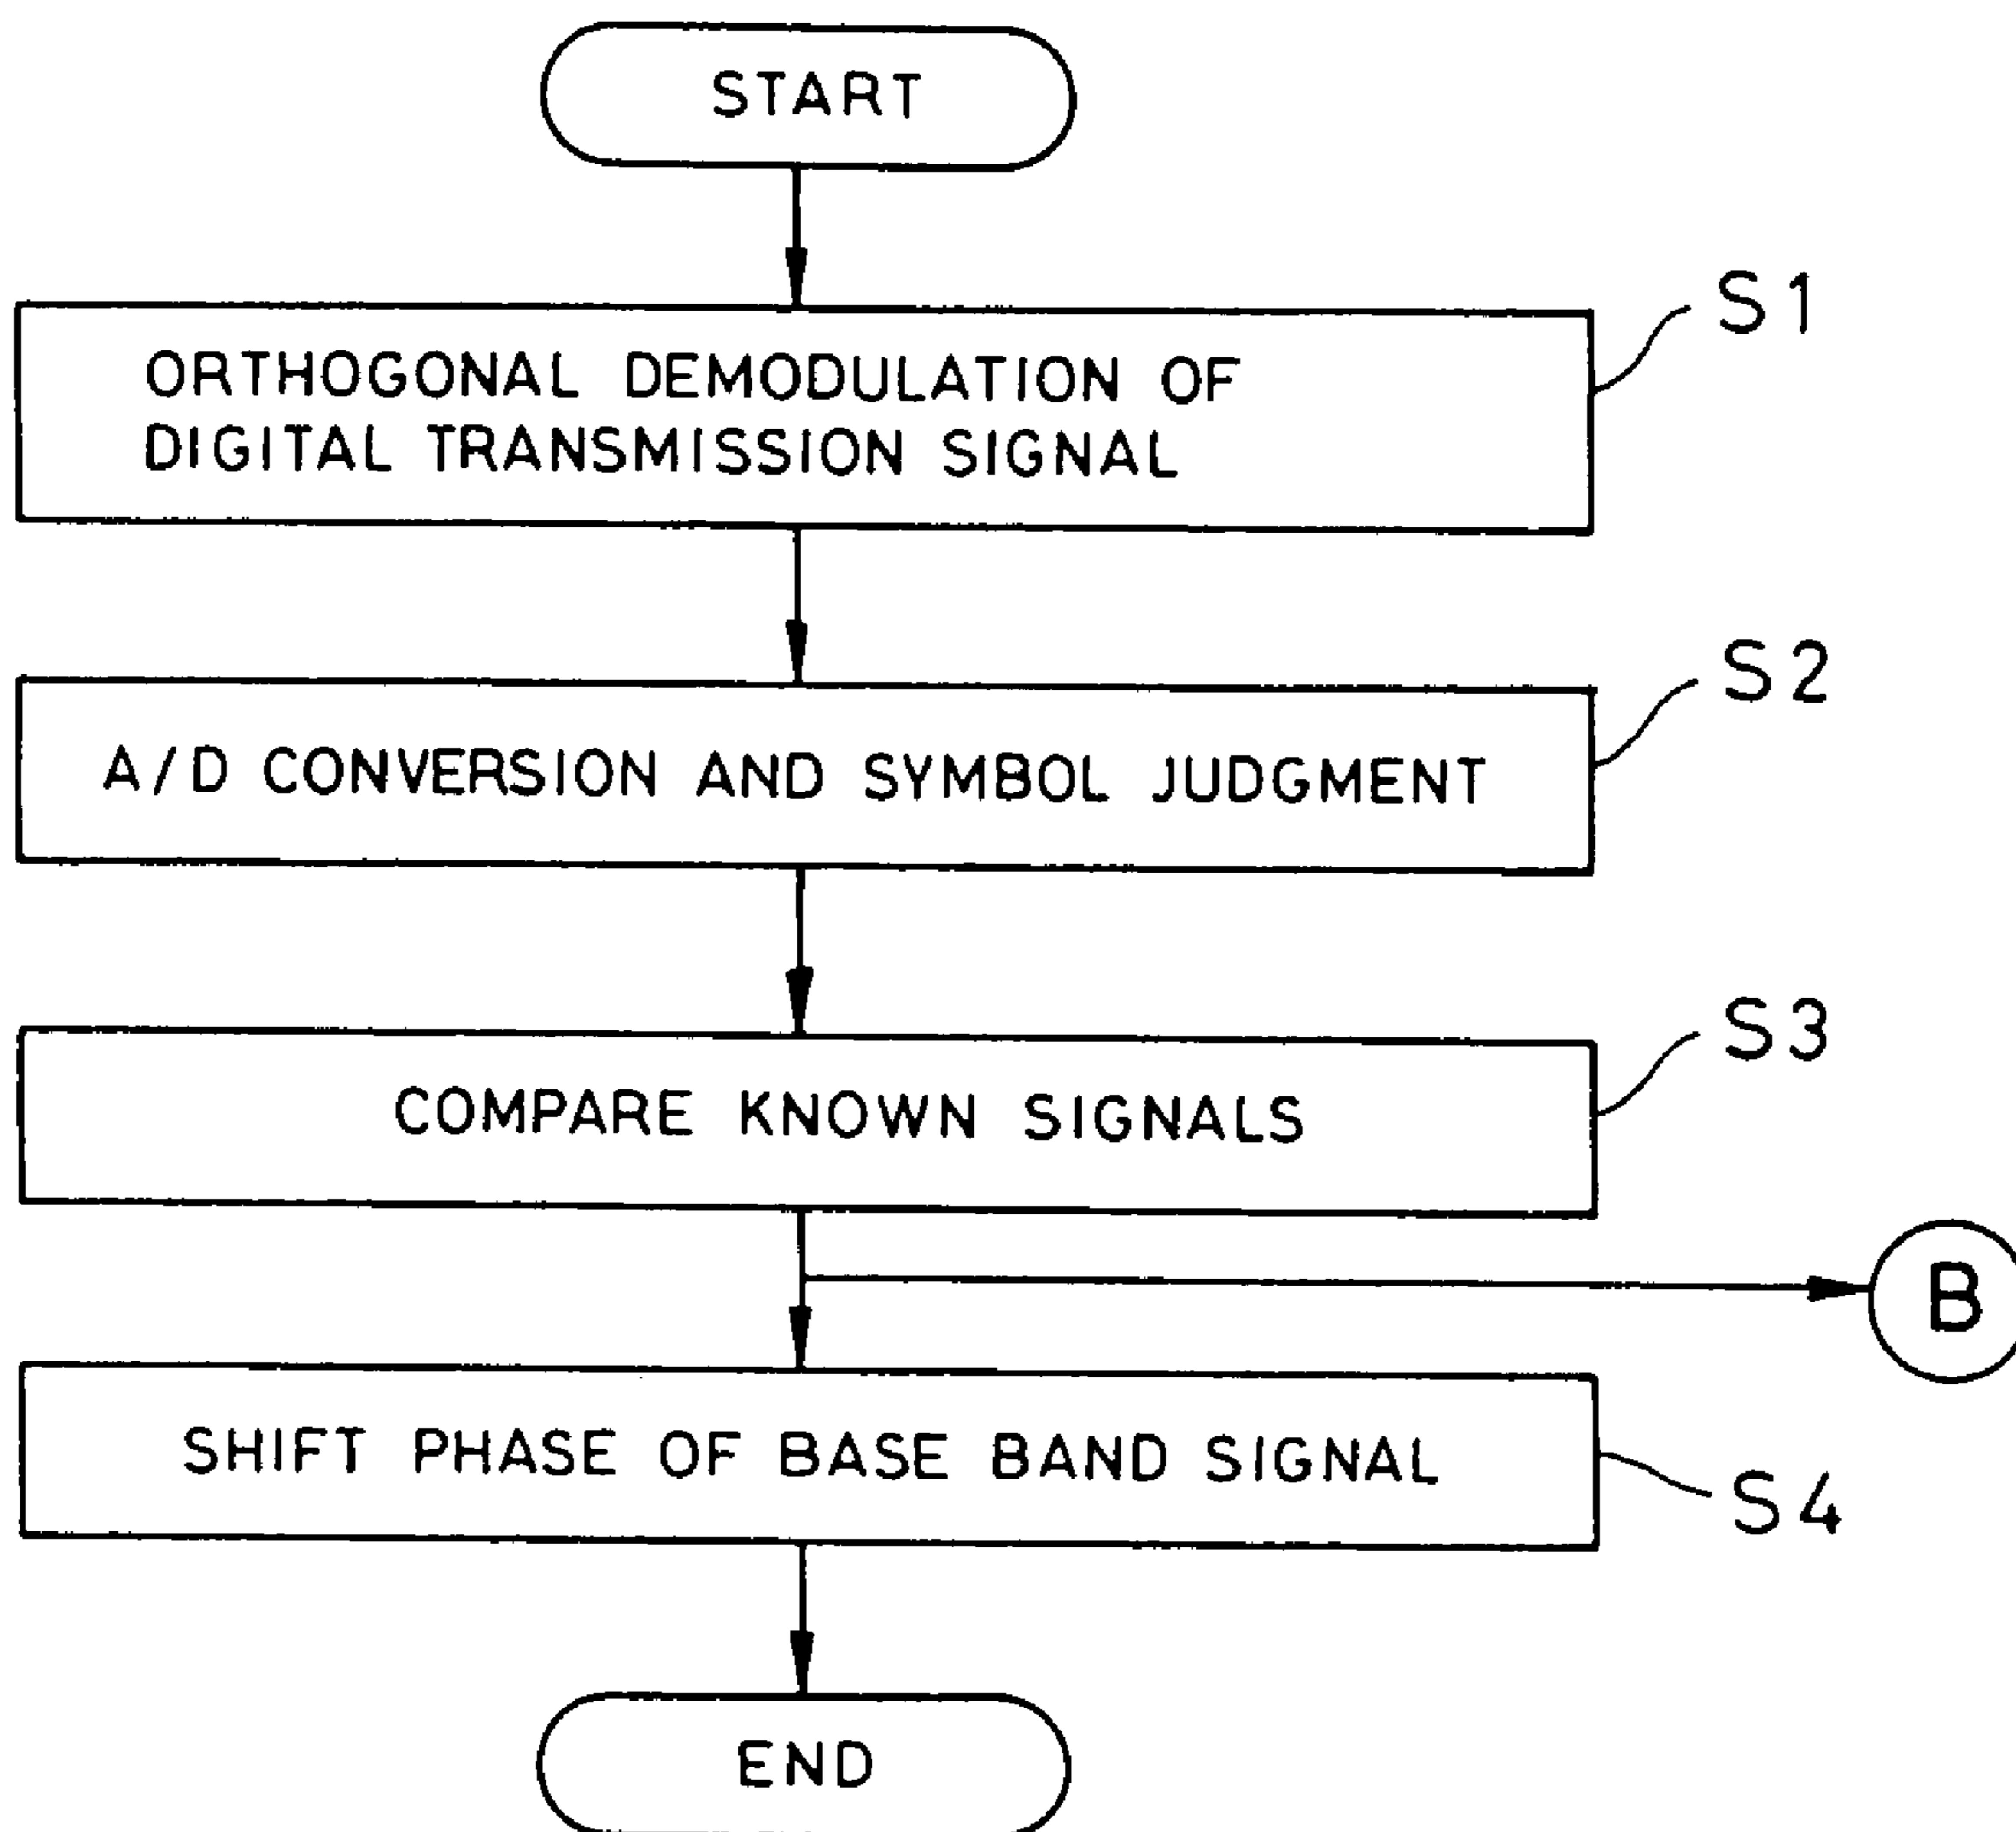 START
S1
ORTHOGONAL DEMODULATION OF
DIGITAL TRANSMISSION SIGNAL
S2
A/D CONVERSION AND SYMBOL JUDGMENT
S3
COMPARE KNOWN SIGNALS
B
SHIFT PHASE OF BASE BAND SIGNAL
S4
END